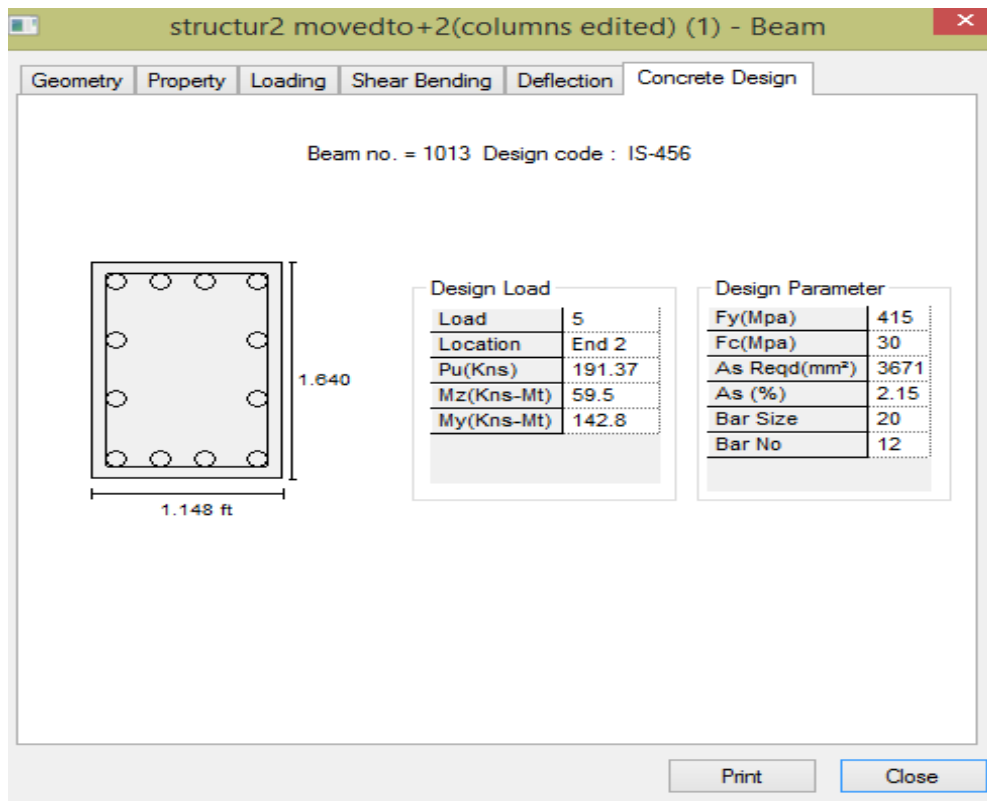 structur2 movedto+2(columns edited) (1) - Beam
Geometry Property Loading Shear Bending Deflection Concrete Design
Beam no. = 1013 Design code : IS-456
1.640
1.148 ft
Design Load
Load 5
Location End 2
Pu(Kns) 191.37
Mz(Kns-Mt) 59.5
My(Kns-Mt) 142.8
Design Parameter
Fy(Mpa) 415
Fc(Mpa) 30
As Reqd(mm²) 3671
As (%) 2.15
Bar Size 20
Bar No 12
Print Close